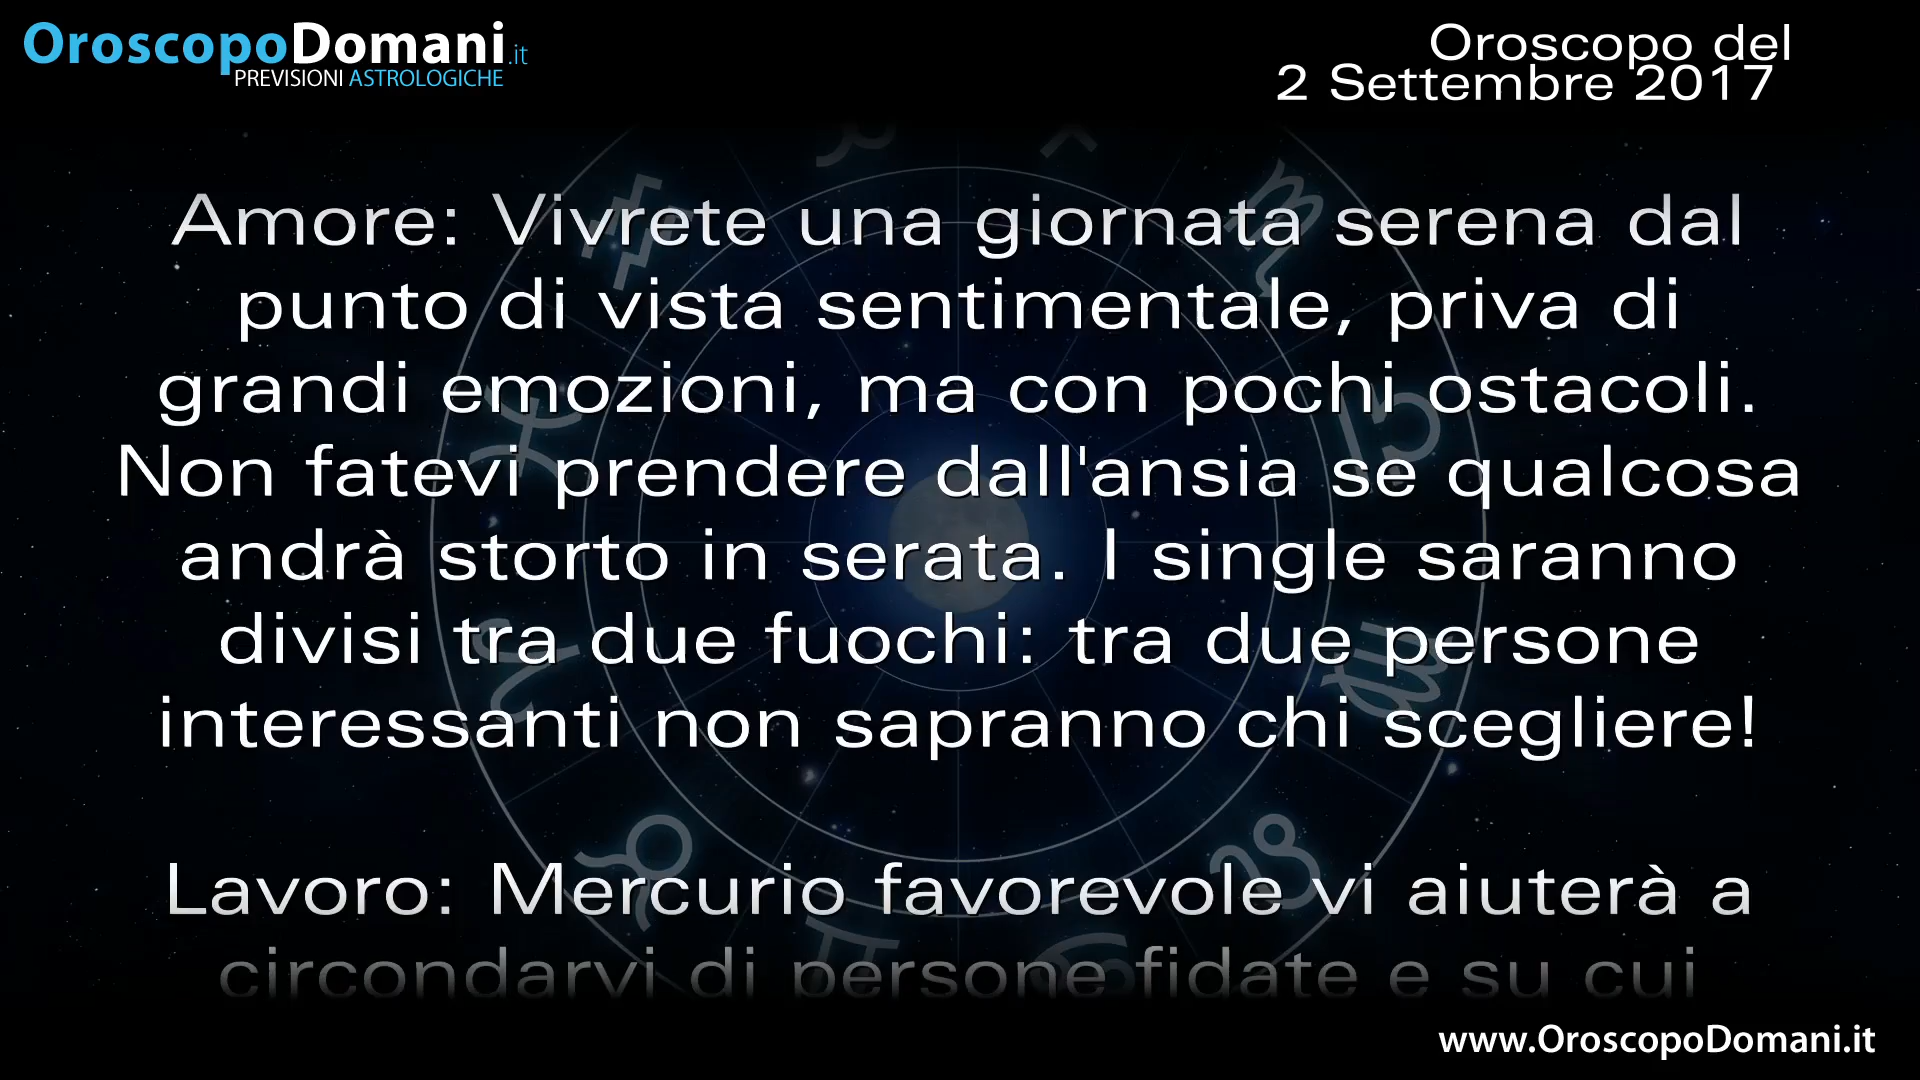 OroscopoDomani.it
PREVISIONI ASTROLOGICHE
Oroscopo del
2 Settembre 2017
Amore: Vivrete una giornata serena dal
punto di vista sentimentale, priva di
grandi emozioni, ma con pochi ostacoli.
Non fatevi prendere dall'ansia se qualcosa
andrà storto in serata. I single saranno
divisi tra due fuochi: tra due persone
interessanti non sapranno chi scegliere!
Lavoro: Mercurio favorevole vi aiuterà a
circondarvi di persone fidate e su cui
www.OroscopoDomani.it